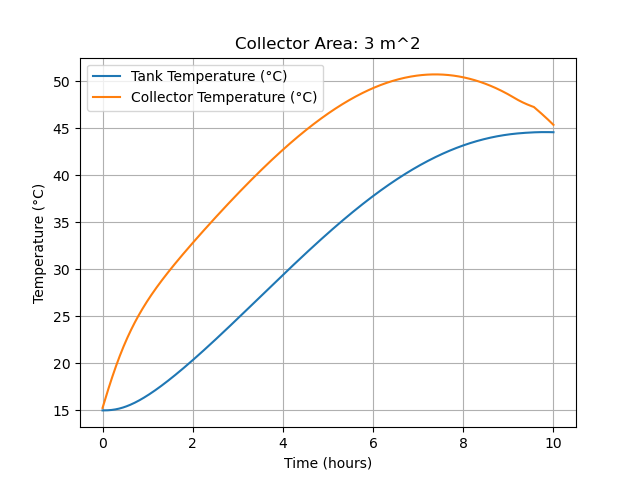 Collector Area: 3 m^2
Tank Temperature (°C)
Collector Temperature (°C)
Temperature (°C)
50
45
40
35
30
25
20
15
0 2 4 6 8 10
Time (hours)